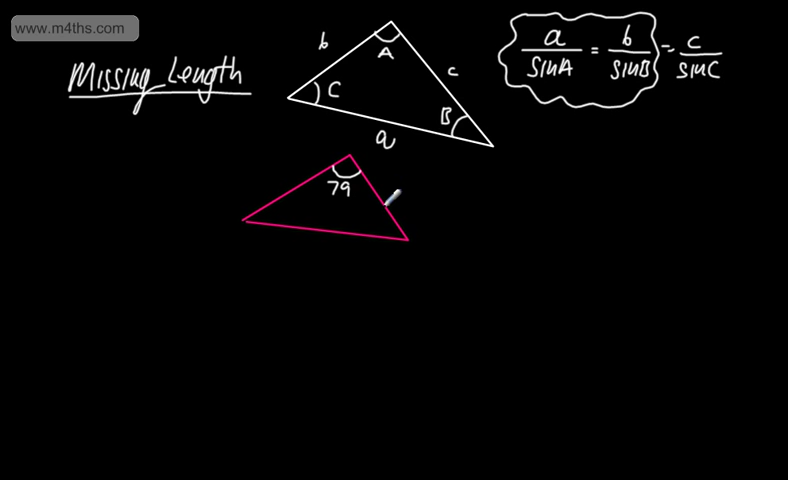 www.m4ths.com
Missing Length
b
A
c
C
B
a
a/sinA = b/sinB = c/sinC
79